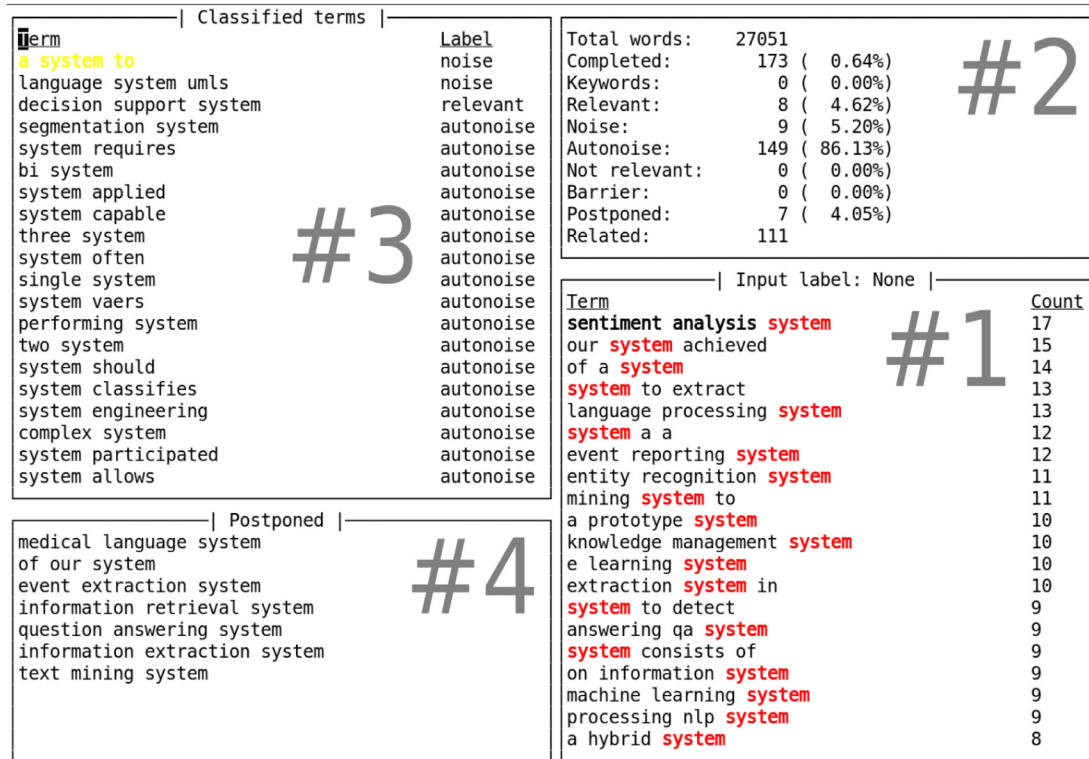 Classified terms
Term Label
a system to noise
language system umls noise
decision support system relevant
segmentation system autonoise
system requires autonoise
bi system autonoise
system applied autonoise
system capable autonoise
three system autonoise
system often autonoise
single system autonoise
system vaers autonoise
performing system autonoise
two system autonoise
system should autonoise
system classifies autonoise
system engineering autonoise
complex system autonoise
system participated autonoise
system allows autonoise
#3
Postponed
medical language system
of our system
event extraction system
information retrieval system
question answering system
information extraction system
text mining system
#4
Total words: 27051
Completed: 173 ( 0.64%)
Keywords: 0 ( 0.00%)
Relevant: 8 ( 4.62%)
Noise: 9 ( 5.20%)
Autonoise: 149 ( 86.13%)
Not relevant: 0 ( 0.00%)
Barrier: 0 ( 0.00%)
Postponed: 7 ( 4.05%)
Related: 111
#2
Input label: None
Term Count
sentiment analysis system 17
our system achieved 15
of a system 14
system to extract 13
language processing system 13
system a a 12
event reporting system 12
entity recognition system 11
mining system to 11
a prototype system 10
knowledge management system 10
e learning system 10
extraction system in 10
system to detect 9
answering qa system 9
system consists of 9
on information system 9
machine learning system 9
processing nlp system 9
a hybrid system 8
#1